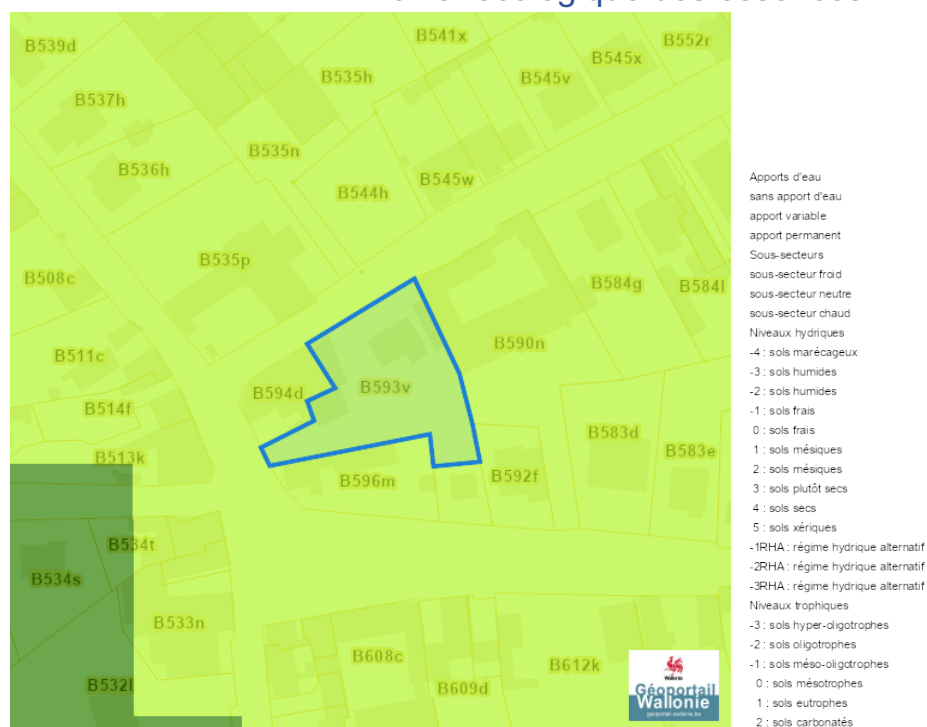 B539d
B541x
B552r
B535h
B545v
B545x
B537h
B535n
B536h
B544h
B545w
B535p
B508c
B584g
B584l
B511c
B590n
B594d
B593v
B514f
B583d
B583e
B513k
B596m
B592f
B534t
B534s
B533n
B608c
B612k
B532l
B609d
Wallonie
Géoportail
Wallonie
geoportail.wallonie.be
Apports d'eau
sans apport d'eau
apport variable
apport permanent
Sous-secteurs
sous-secteur froid
sous-secteur neutre
sous-secteur chaud
Niveaux hydriques
-4 : sols marécageux
-3 : sols humides
-2 : sols humides
-1 : sols frais
0 : sols frais
1 : sols mésiques
2 : sols mésiques
3 : sols plutôt secs
4 : sols secs
5 : sols xériques
-1RHA : régime hydrique alternatif
-2RHA : régime hydrique alternatif
-3RHA : régime hydrique alternatif
Niveaux trophiques
-3 : sols hyper-oligotrophes
-2 : sols oligotrophes
-1 : sols méso-oligotrophes
0 : sols mésotrophes
1 : sols eutrophes
2 : sols carbonatés